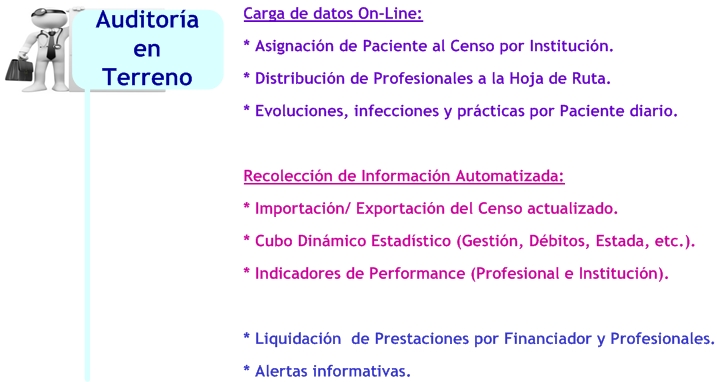 Auditoría
en
Terreno
Carga de datos On-Line:
* Asignación de Paciente al Censo por Institución.
* Distribución de Profesionales a la Hoja de Ruta.
* Evoluciones, infecciones y prácticas por Paciente diario.
Recolección de Información Automatizada:
* Importación/ Exportación del Censo actualizado.
* Cubo Dinámico Estadístico (Gestión, Débitos, Estada, etc.).
* Indicadores de Performance (Profesional e Institución).
* Liquidación  de Prestaciones por Financiador y Profesionales.
* Alertas informativas.